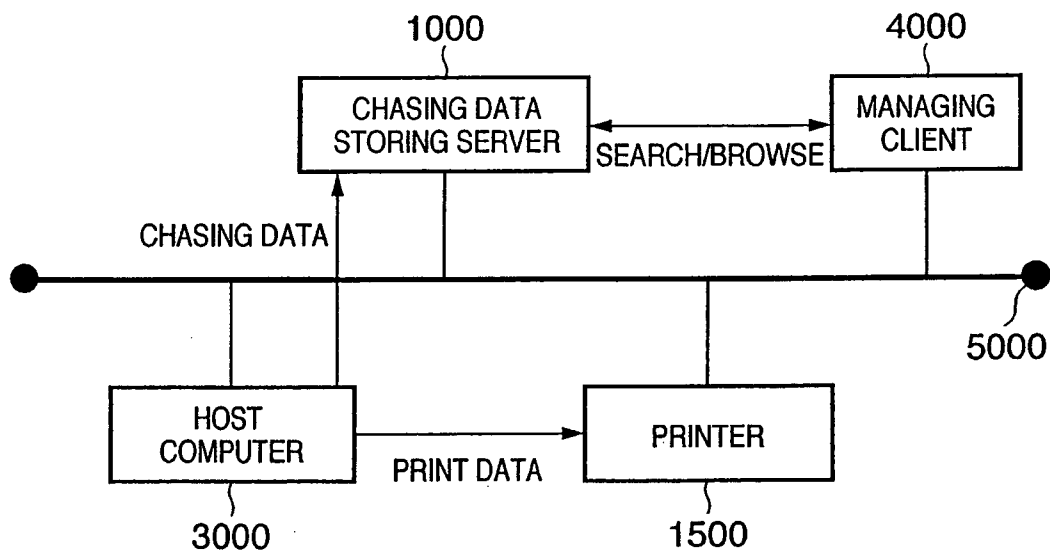 1000
4000
CHASING DATA
STORING SERVER
MANAGING
CLIENT
SEARCH/BROWSE
CHASING DATA
5000
HOST
COMPUTER
PRINTER
PRINT DATA
3000
1500